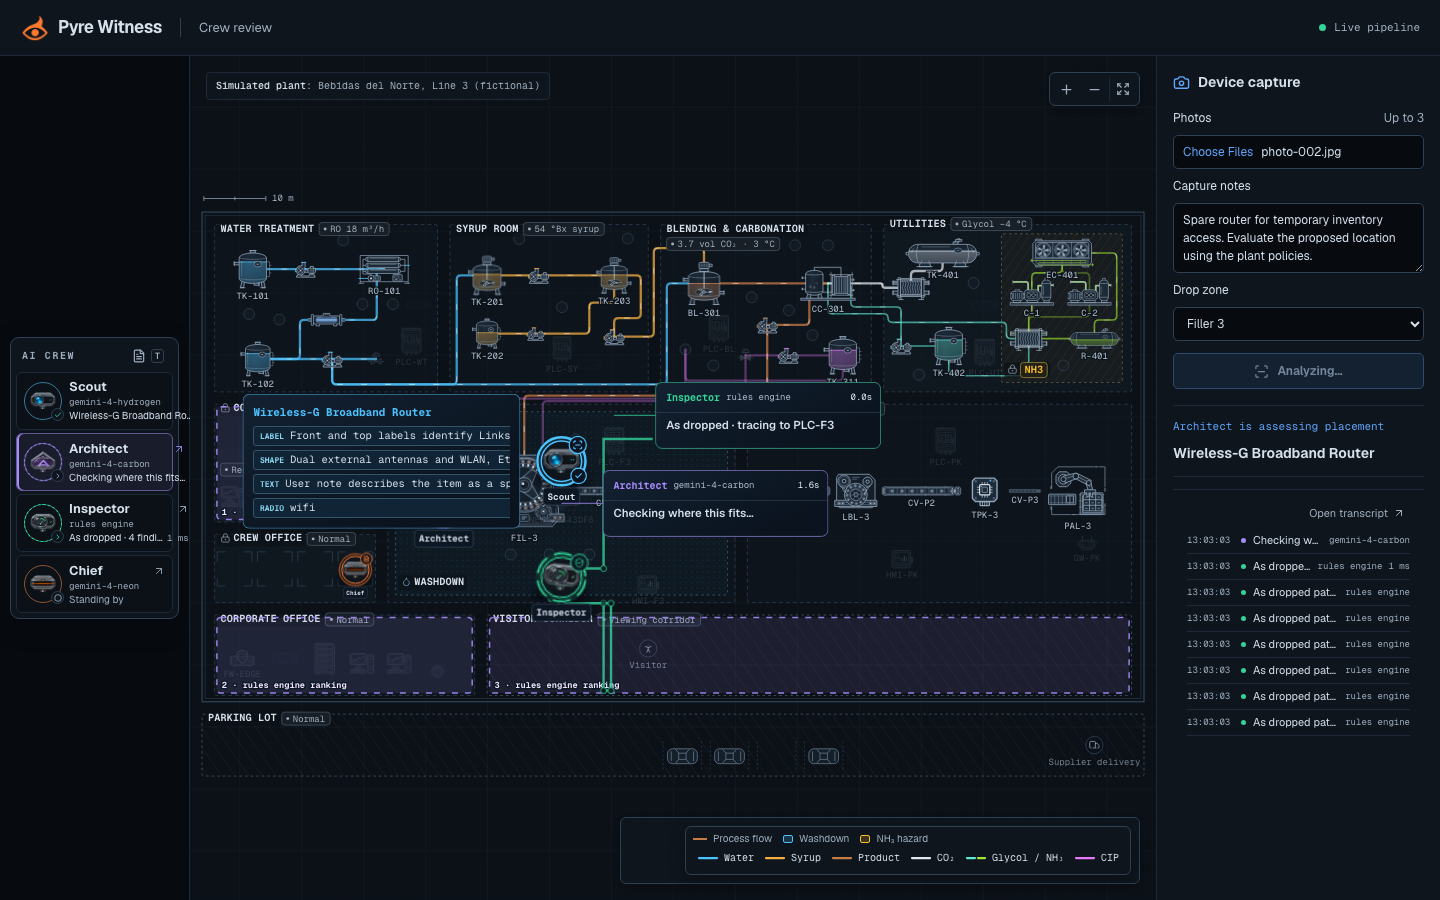 Pyre Witness
Crew review
Live pipeline
Simulated plant: Bebidas del Norte, Line 3 (fictional)
10 m
WATER TREATMENT • RO 18 m³/h
SYRUP ROOM • 54 °Bx syrup
BLENDING & CARBONATION
• 3.7 vol CO₂ · 3 °C
UTILITIES • Glycol −4 °C
TK-101
RO-101
TK-102
PLC-WT
TK-201
TK-203
TK-202
PLC-SY
BL-301
CC-301
PLC-BL
TK-401
TK-402
EC-401
C-1
C-2
R-401
NH3
AI CREW
T
Scout
gemini-4-hydrogen
Wireless-G Broadband Ro...
Architect
gemini-4-carbon
Checking where this fits...
Inspector
rules engine
As dropped · 4 findi... 1 ms
Chief
gemini-4-neon
Standing by
Wireless-G Broadband Router
LABEL Front and top labels identify Links
SHAPE Dual external antennas and WLAN, Et
TEXT User note describes the item as a sp
RADIO wifi
Inspector rules engine 0.0s
As dropped · tracing to PLC-F3
Architect gemini-4-carbon 1.6s
Checking where this fits…
Scout
Architect
FIL-3
Inspector
PLC-PK
LBL-3
CV-P2
TPK-3
CV-P3
PAL-3
HMI-PK
CREW OFFICE • Normal
Chief
WASHDOWN
CORPORATE OFFICE • Normal
FW-EDGE
2 · rules engine ranking
Viewing corridor
Visitor
3 · rules engine ranking
PARKING LOT • Normal
Supplier delivery
Process flow
Washdown
NH₃ hazard
Water
Syrup
Product
CO₂
Glycol / NH₃
CIP
Device capture
Photos
Up to 3
Choose Files photo-002.jpg
Capture notes
Spare router for temporary inventory
access. Evaluate the proposed location
using the plant policies.
Drop zone
Filler 3
Analyzing…
Architect is assessing placement
Wireless-G Broadband Router
Open transcript
13:03:03 Checking w... gemini-4-carbon
13:03:03 As droppe... rules engine 1 ms
13:03:03 As dropped pat... rules engine
13:03:03 As dropped pat... rules engine
13:03:03 As dropped pat... rules engine
13:03:03 As dropped pat... rules engine
13:03:03 As dropped pat... rules engine
13:03:03 As dropped pat... rules engine